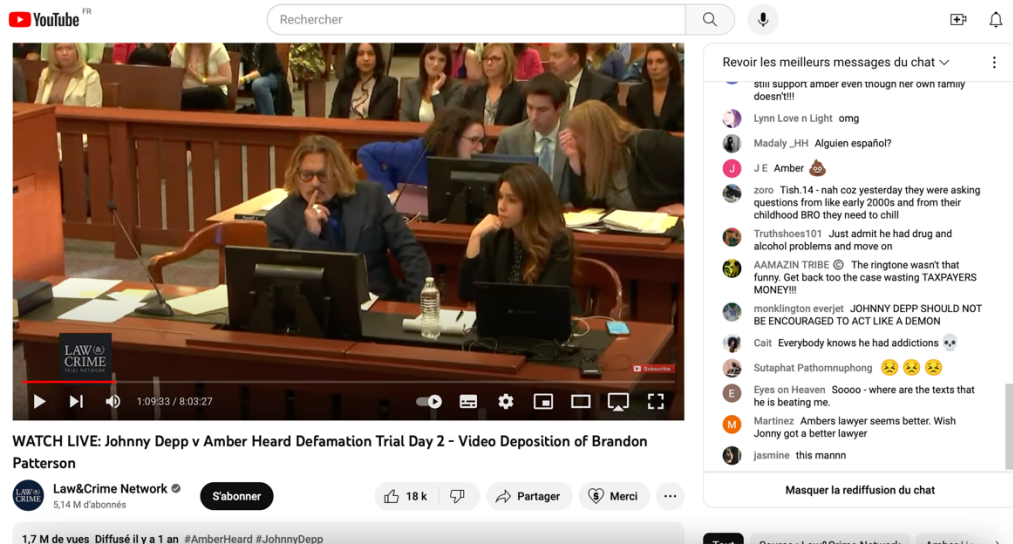 YouTube FR
Rechercher
Revoir les meilleurs messages du chat
still support amber even though her own family
doesn't!!!
Lynn Love n Light omg
Madaly _HH Alguien español?
J E Amber
zoro Tish.14 - nah coz yesterday they were asking
questions from like early 2000s and from their
childhood BRO they need to chill
Truthshoes101 Just admit he had drug and
alcohol problems and move on
AAMAZIN TRIBE © The ringtone wasn't that
funny. Get back too the case wasting TAXPAYERS
MONEY!!!
monklington everjet JOHNNY DEPP SHOULD NOT
BE ENCOURAGED TO ACT LIKE A DEMON
Cait Everybody knows he had addictions
Sutaphat Pathomnuphong
Eyes on Heaven Soooo - where are the texts that
he is beating me.
Martinez Ambers lawyer seems better. Wish
Jonny got a better lawyer
jasmine this mannn
Masquer la rediffusion du chat
LAW &
CRIME
TRIAL NETWORK
Subscribe
1:09:33 / 8:03:27
WATCH LIVE: Johnny Depp v Amber Heard Defamation Trial Day 2 - Video Deposition of Brandon
Patterson
LAW &
CRIME
Law&Crime Network
5,14 M d'abonnés
S'abonner
18 k
Partager
Merci
1,7 M de vues Diffusé il y a 1 an #AmberHeard #JohnnyDepp
Tout